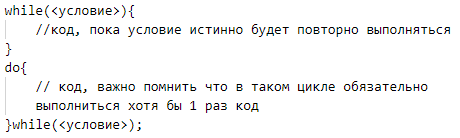 while(<условие>){
//код, пока условие истинно будет повторно выполняться
}
do{
// код, важно помнить что в таком цикле обязательно
выполниться хотя бы 1 раз код
}while(<условие>);